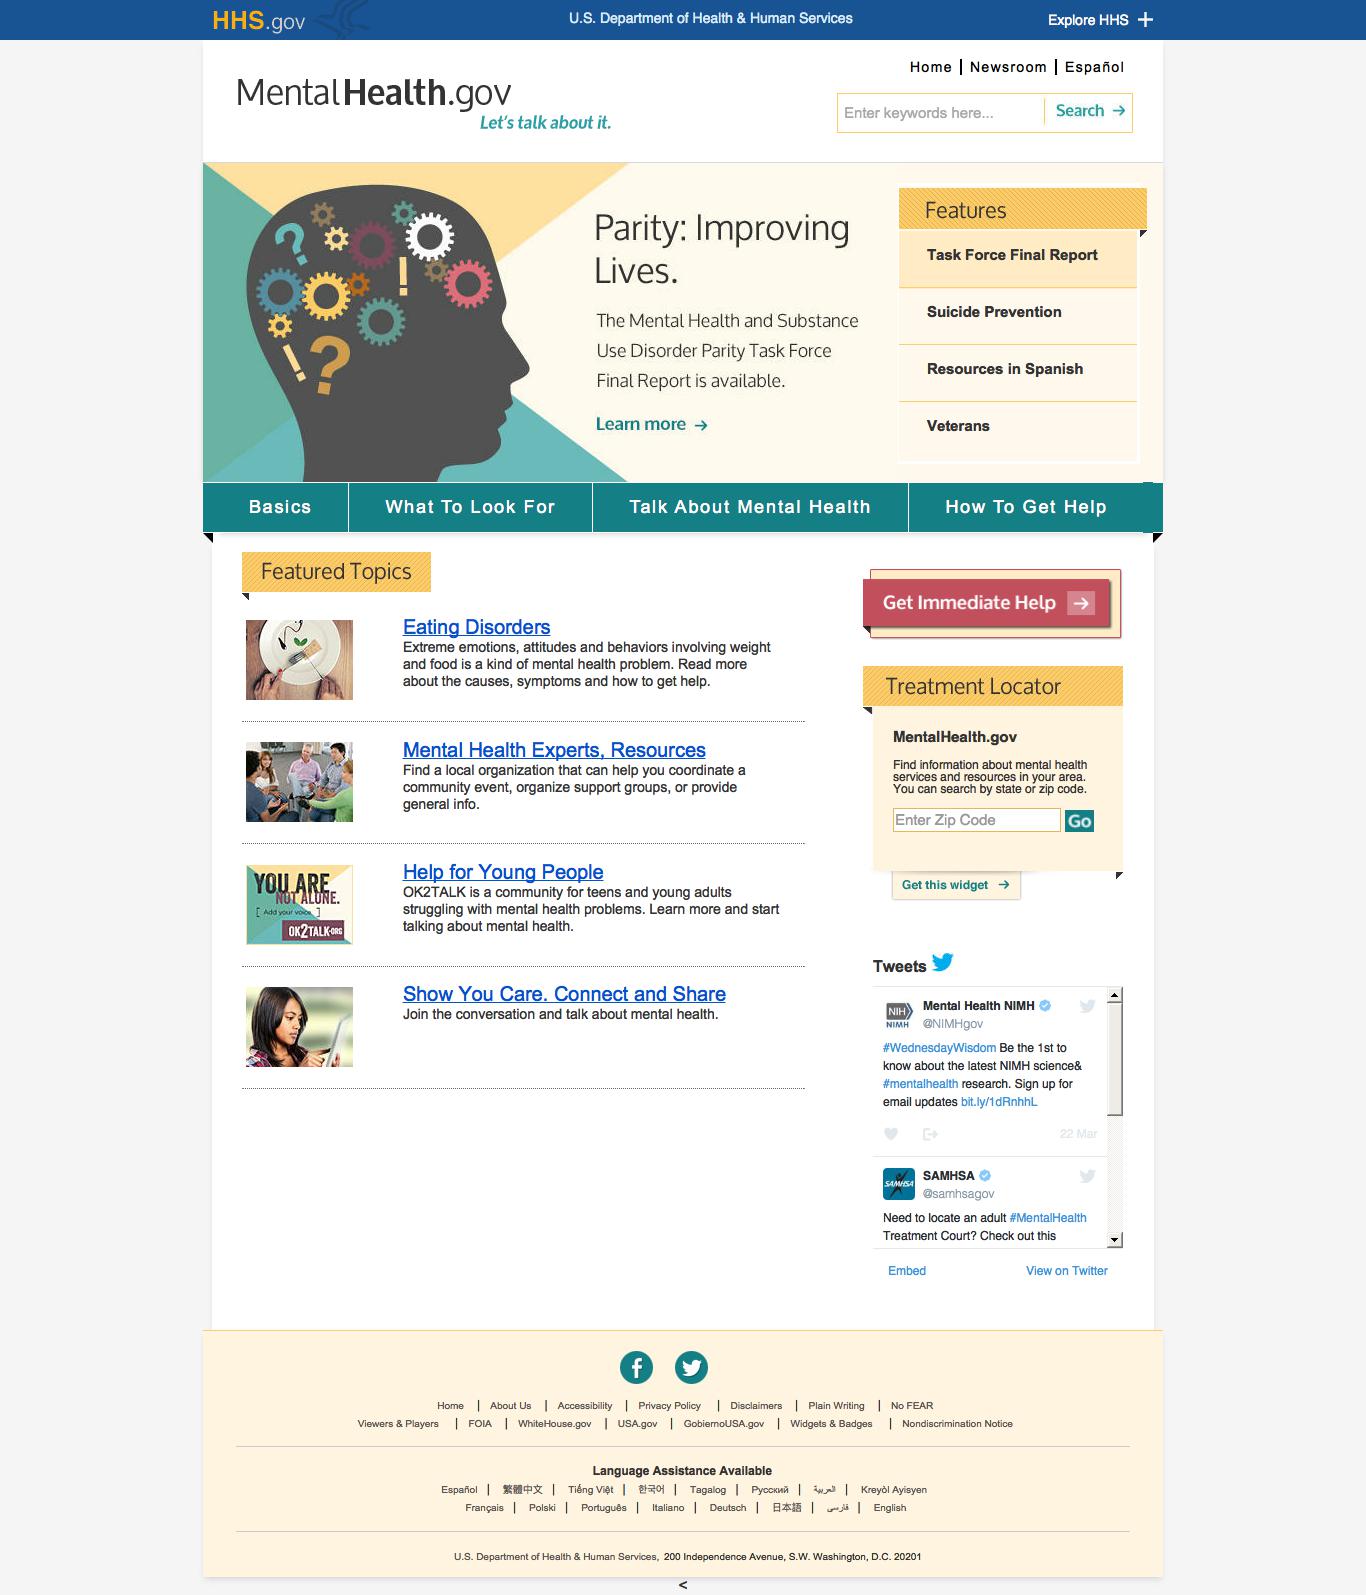 HHS.gov
U.S. Department of Health & Human Services
Explore HHS +
Home | Newsroom | Español
MentalHealth.gov
Let's talk about it.
Enter keywords here...
Search →
Parity: Improving
Lives.
The Mental Health and Substance
Use Disorder Parity Task Force
Final Report is available.
Learn more →
Features
Task Force Final Report
Suicide Prevention
Resources in Spanish
Veterans
Basics
What To Look For
Talk About Mental Health
How To Get Help
Featured Topics
Eating Disorders
Extreme emotions, attitudes and behaviors involving weight
and food is a kind of mental health problem. Read more
about the causes, symptoms and how to get help.
Mental Health Experts, Resources
Find a local organization that can help you coordinate a
community event, organize support groups, or provide
general info.
YOU ARE
NOT ALONE.
[ Add your voice ]
OK2TALK.ORG
Help for Young People
OK2TALK is a community for teens and young adults
struggling with mental health problems. Learn more and start
talking about mental health.
Show You Care. Connect and Share
Join the conversation and talk about mental health.
Get Immediate Help →
Treatment Locator
MentalHealth.gov
Find information about mental health
services and resources in your area.
You can search by state or zip code.
Enter Zip Code
Go
Get this widget →
Tweets
NIH
NIMH
Mental Health NIMH
@NIMHgov
#WednesdayWisdom Be the 1st to
know about the latest NIMH science&
#mentalhealth research. Sign up for
email updates bit.ly/1dRnhhL
22 Mar
SAMHSA
SAMHSA
@samhsagov
Need to locate an adult #MentalHealth
Treatment Court? Check out this
Embed
View on Twitter
Home | About Us | Accessibility | Privacy Policy | Disclaimers | Plain Writing | No FEAR
Viewers & Players | FOIA | WhiteHouse.gov | USA.gov | GobiernoUSA.gov | Widgets & Badges | Nondiscrimination Notice
Language Assistance Available
Español | 繁體中文 | Tiếng Việt | 한국어 | Tagalog | Русский | العربية | Kreyòl Ayisyen
Français | Polski | Português | Italiano | Deutsch | 日本語 | فارسی | English
U.S. Department of Health & Human Services, 200 Independence Avenue, S.W. Washington, D.C. 20201
<